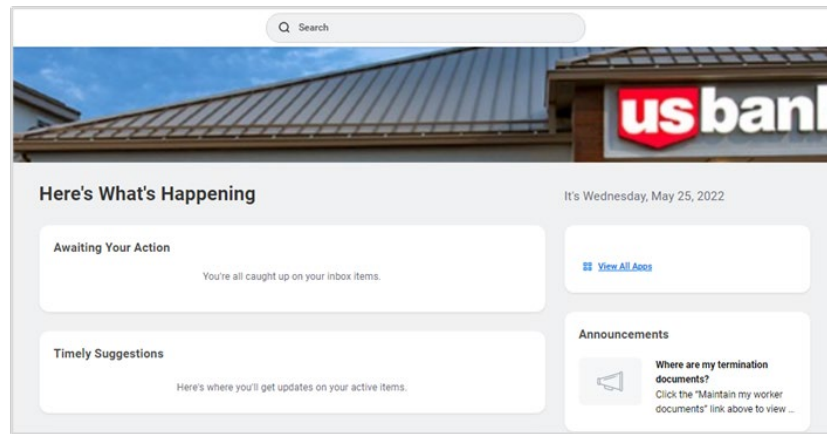 Search
usbank
Here's What's Happening
It's Wednesday, May 25, 2022
Awaiting Your Action
You're all caught up on your inbox items.
View All Apps
Timely Suggestions
Here's where you'll get updates on your active items.
Announcements
Where are my termination
documents?
Click the "Maintain my worker
documents" link above to view ...